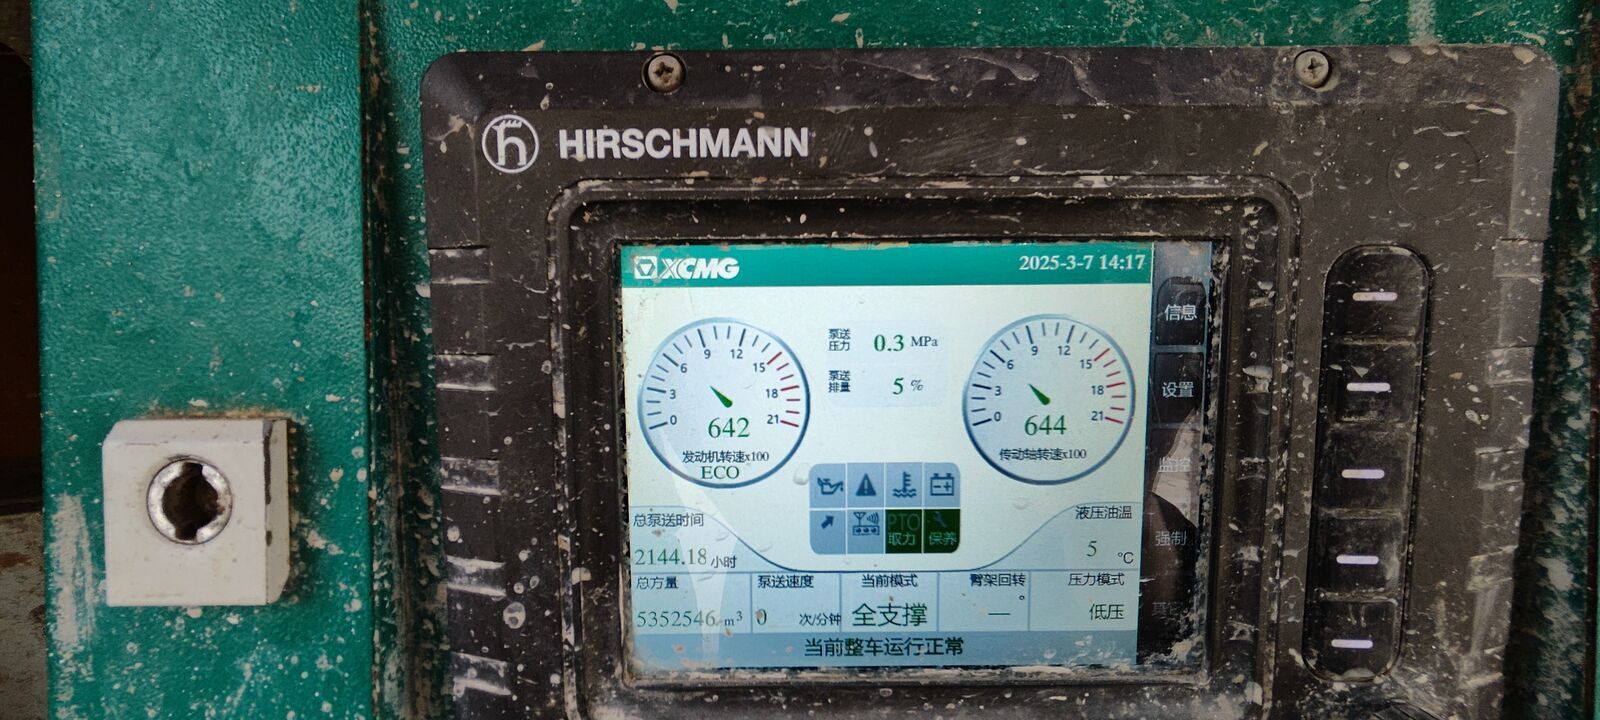 HIRSCHMANN
XCMG
2025-3-7 14:17
0
3
6
9
12
15
18
21
642
发动机转速x100
ECO
泵送
压力
0.3 MPa
泵送
排量
5 %
0
3
6
9
12
15
18
21
644
传动轴转速x100
PTO
取力
保养
总泵送时间
2144.18 小时
液压油温
5 °C
总方量
5352546 m³
泵送速度
0 次/分钟
当前模式
全支撑
臂架回转
— °
压力模式
低压
当前整车运行正常
信息
设置
监控
强制